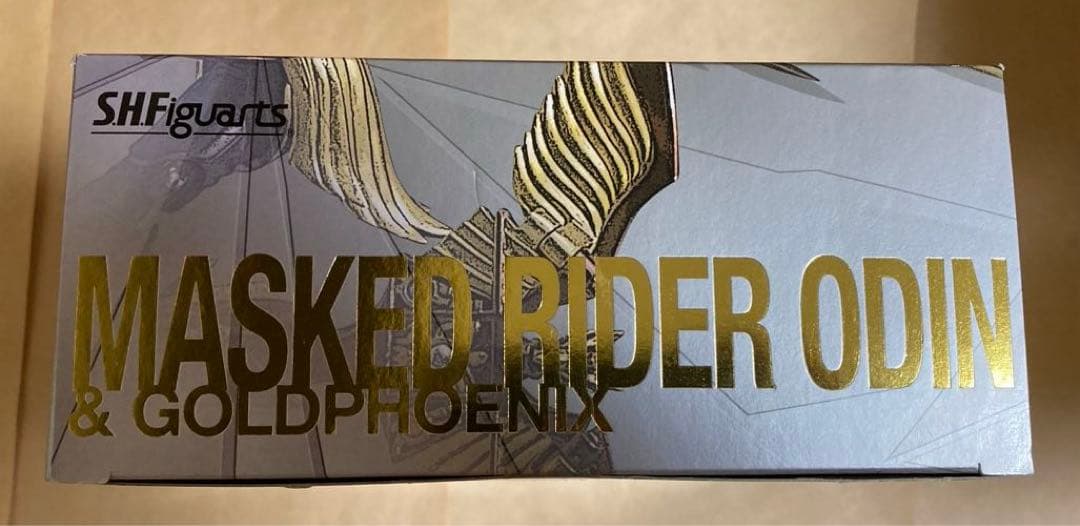 S.H.Figuarts
MASKED RIDER ODIN
& GOLDPHOENIX